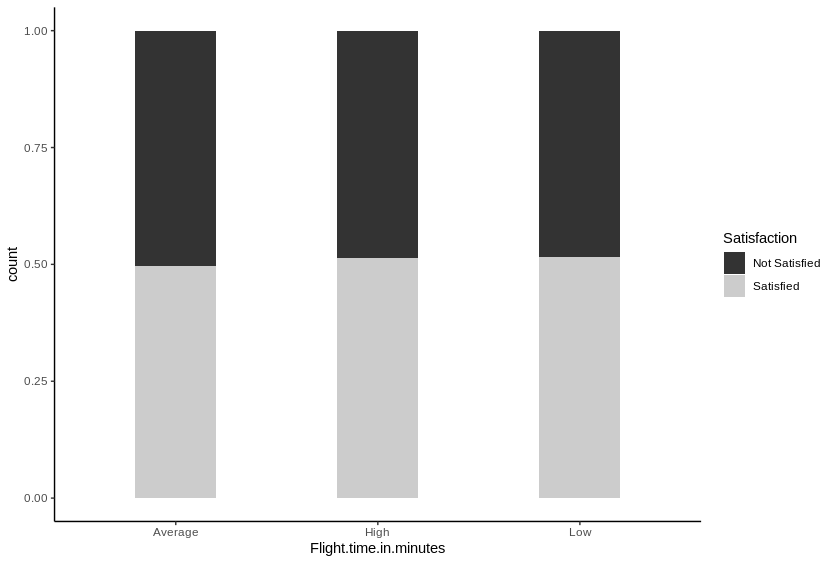 1.00
0.75
0.50
0.25
0.00
count
Average High Low
Flight.time.in.minutes
Satisfaction
Not Satisfied
Satisfied